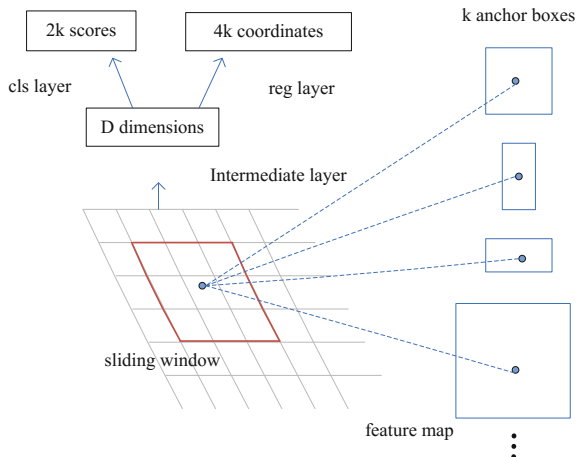 k anchor boxes
2k scores
4k coordinates
cls layer
reg layer
D dimensions
Intermediate layer
sliding window
feature map